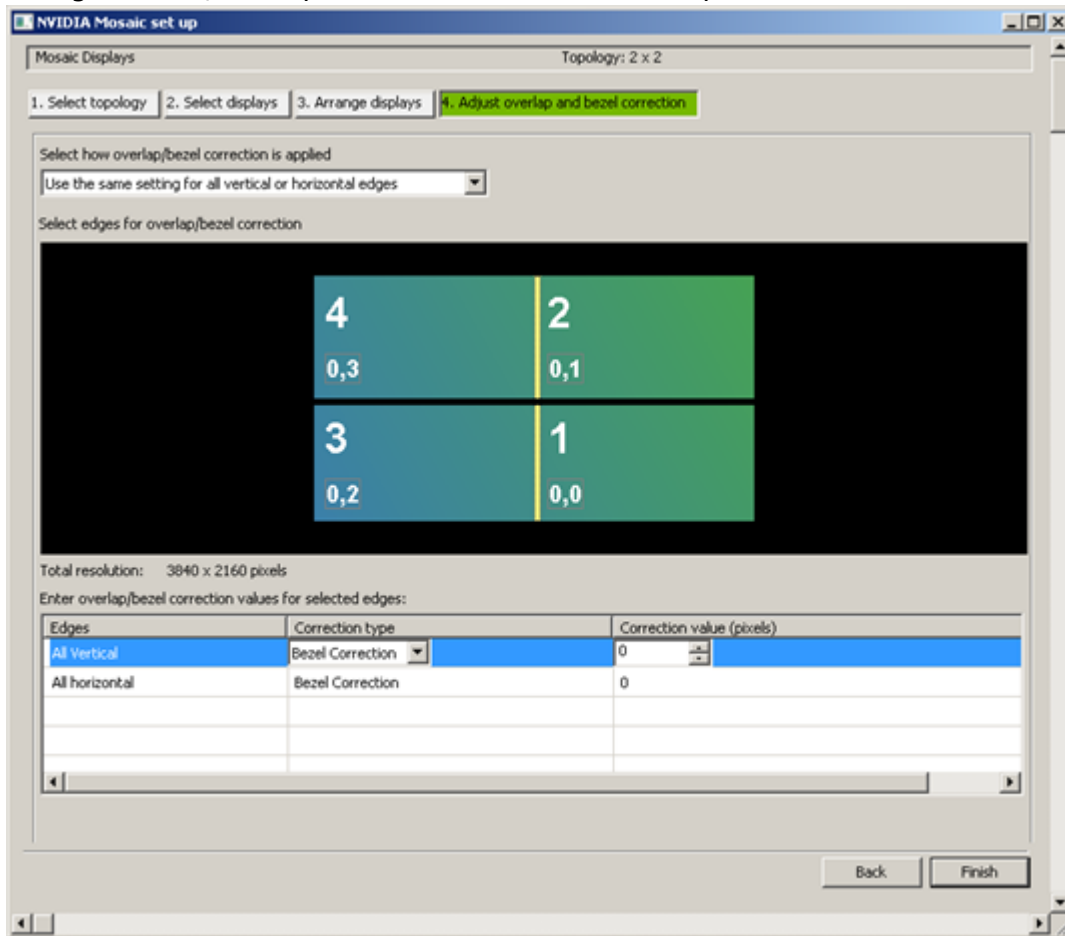 NVIDIA Mosaic set up
Mosaic Displays Topology: 2 x 2
1. Select topology 2. Select displays 3. Arrange displays 4. Adjust overlap and bezel correction
Select how overlap/bezel correction is applied
Use the same setting for all vertical or horizontal edges
Select edges for overlap/bezel correction
4 2
0,3 0,1
3 1
0,2 0,0
Total resolution: 3840 x 2160 pixels
Enter overlap/bezel correction values for selected edges:
Edges Correction type Correction value (pixels)
All Vertical Bezel Correction 0
All horizontal Bezel Correction 0
Back Finish